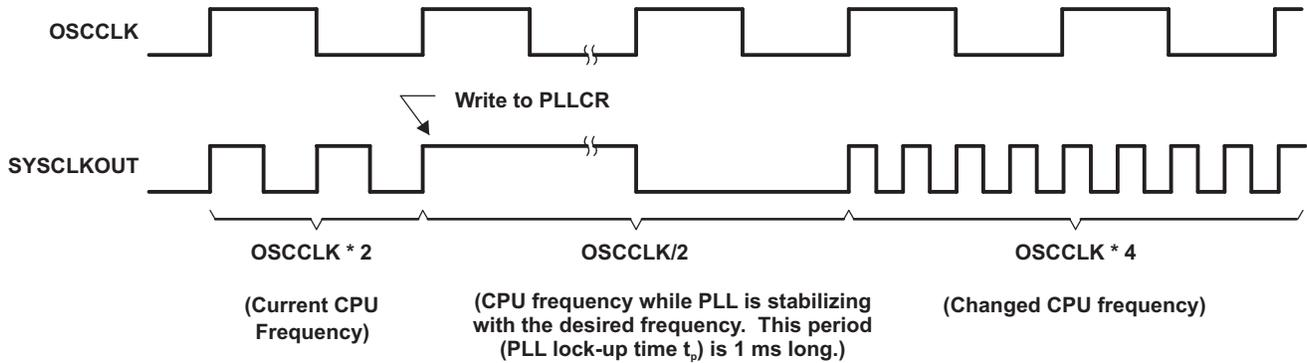 OSCCLK
Write to PLLCR
SYSCLKOUT
OSCCLK * 2
OSCCLK/2
OSCCLK * 4
(Current CPU
Frequency)
(CPU frequency while PLL is stabilizing
with the desired frequency. This period
(PLL lock-up time tp) is 1 ms long.)
(Changed CPU frequency)